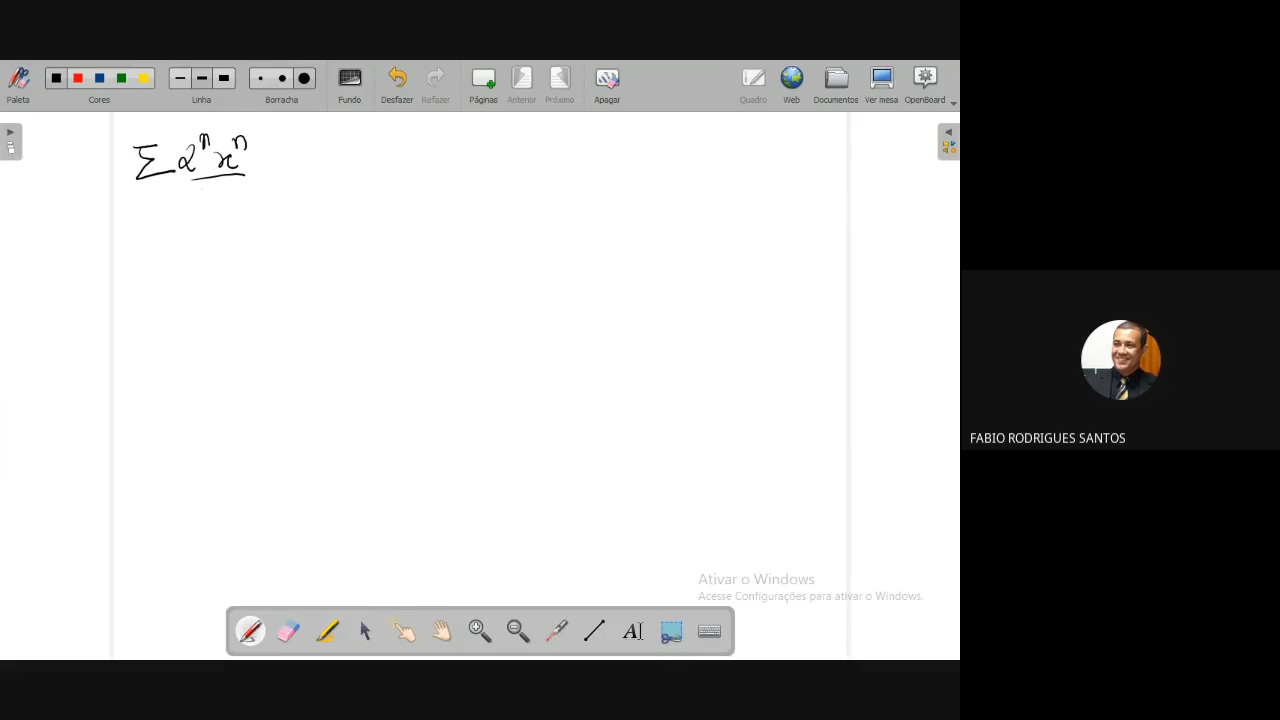 Paleta Cores Linha Borracha Fundo Desfazer Refazer Páginas Anterior Próximo Apagar Quadro Web Documentos Ver mesa OpenBoard
∑ 2ⁿxⁿ
FABIO RODRIGUES SANTOS
Ativar o Windows
Acesse Configurações para ativar o Windows.
A